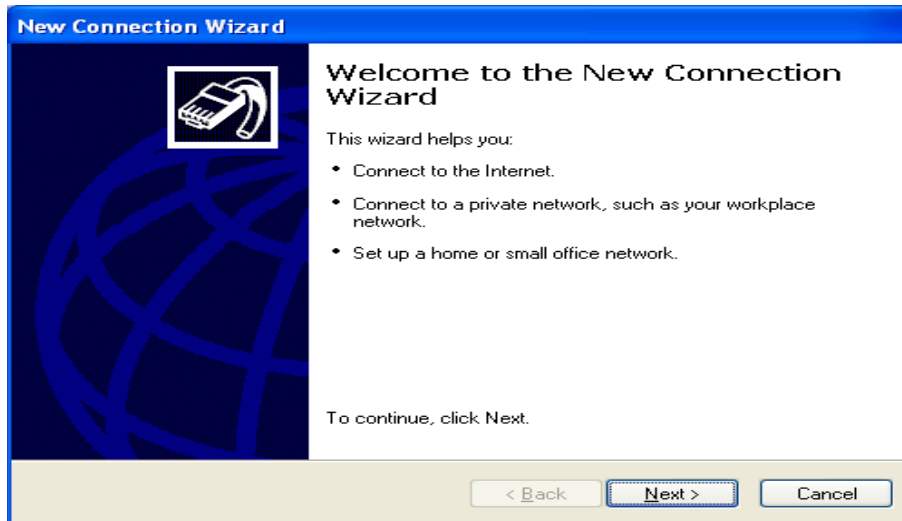 New Connection Wizard
Welcome to the New Connection
Wizard
This wizard helps you:
• Connect to the Internet.
• Connect to a private network, such as your workplace
network.
• Set up a home or small office network.
To continue, click Next.
< Back Next > Cancel